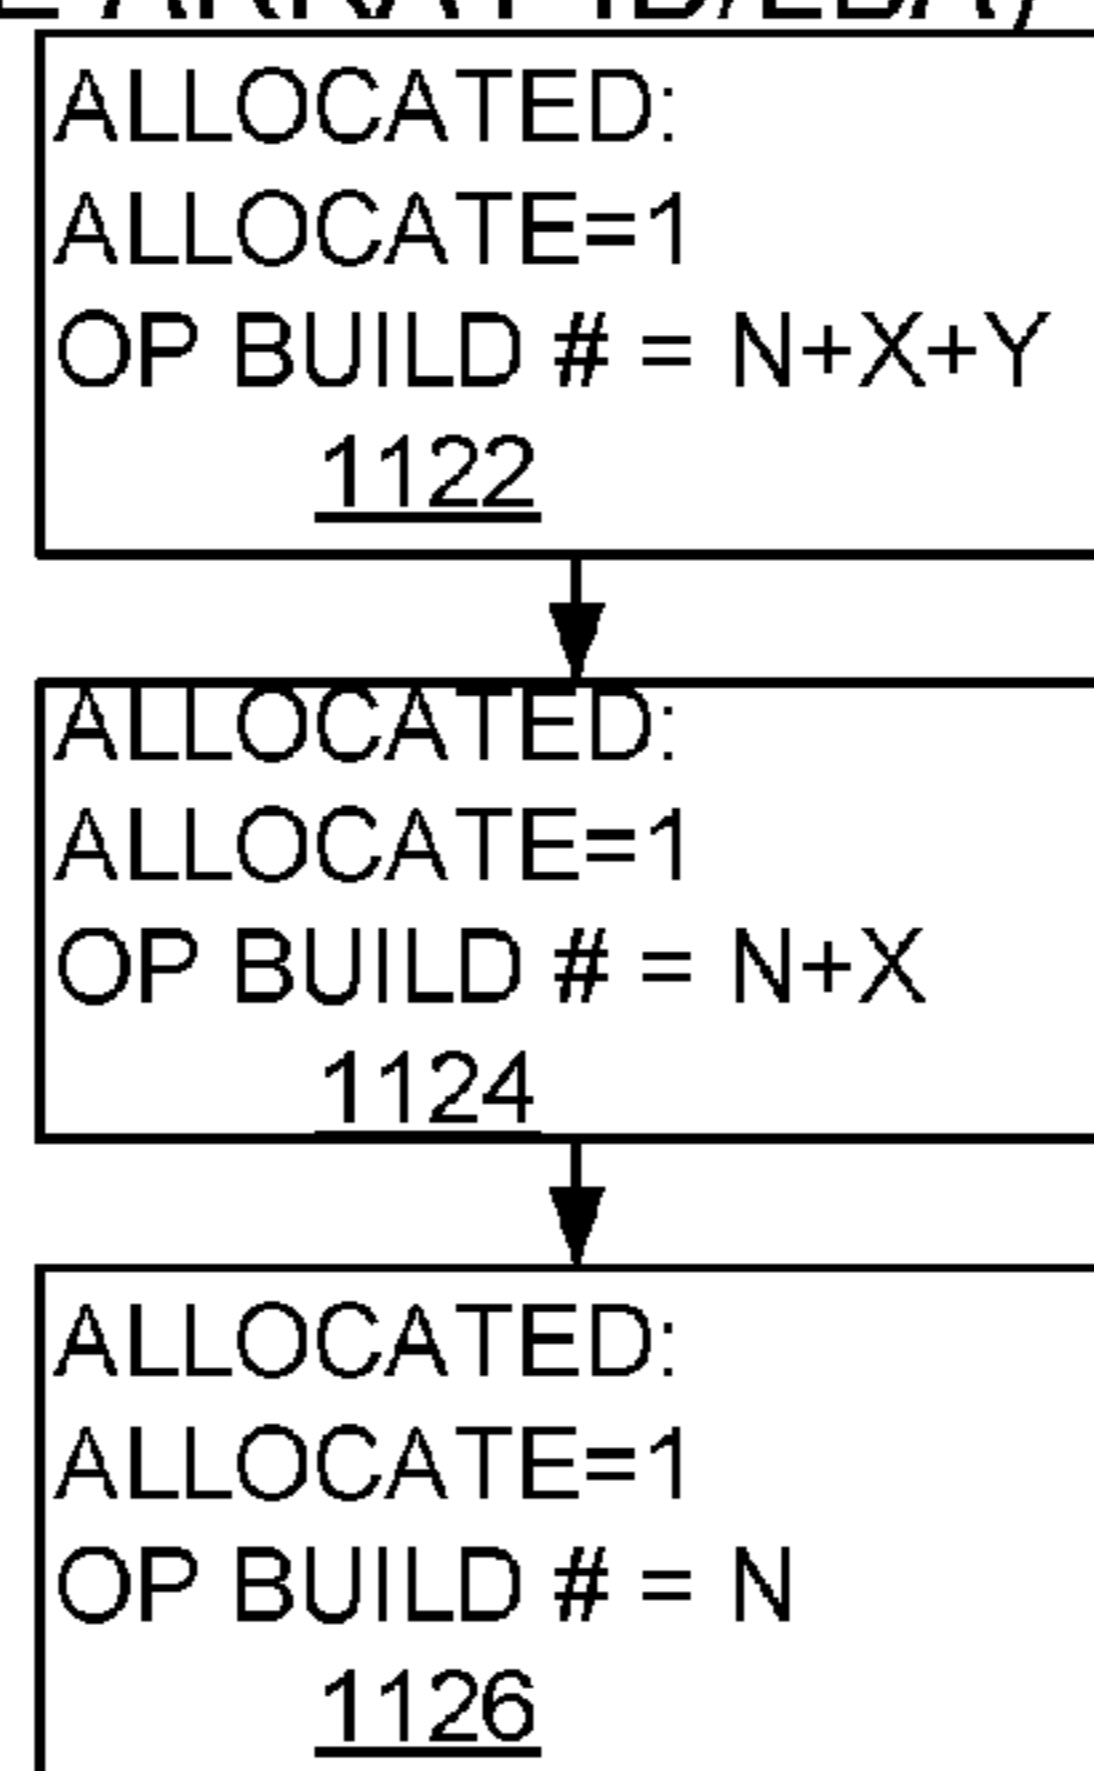 ALLOCATED:
ALLOCATE=1
OP BUILD # = N+X+Y
1122
ALLOCATED:
ALLOCATE=1
OP BUILD # = N+X
1124
ALLOCATED:
ALLOCATE=1
OP BUILD # = N
1126